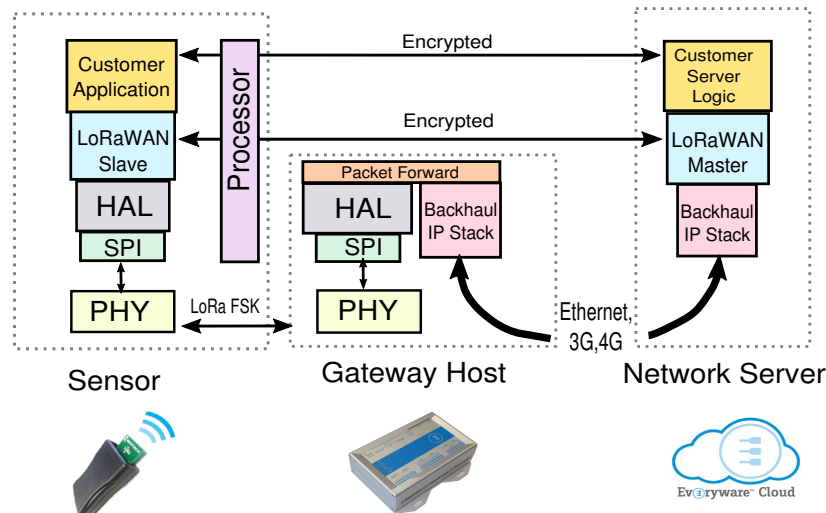 Encrypted
Customer
Application
Processor
Customer
Server
Logic
Encrypted
LoRaWAN
Slave
LoRaWAN
Master
Packet Forward
HAL
HAL
Backhaul
IP Stack
Backhaul
IP Stack
SPI
SPI
PHY
LoRa FSK
PHY
Ethernet,
3G,4G
Sensor
Gateway Host
Network Server
Everyware™ Cloud